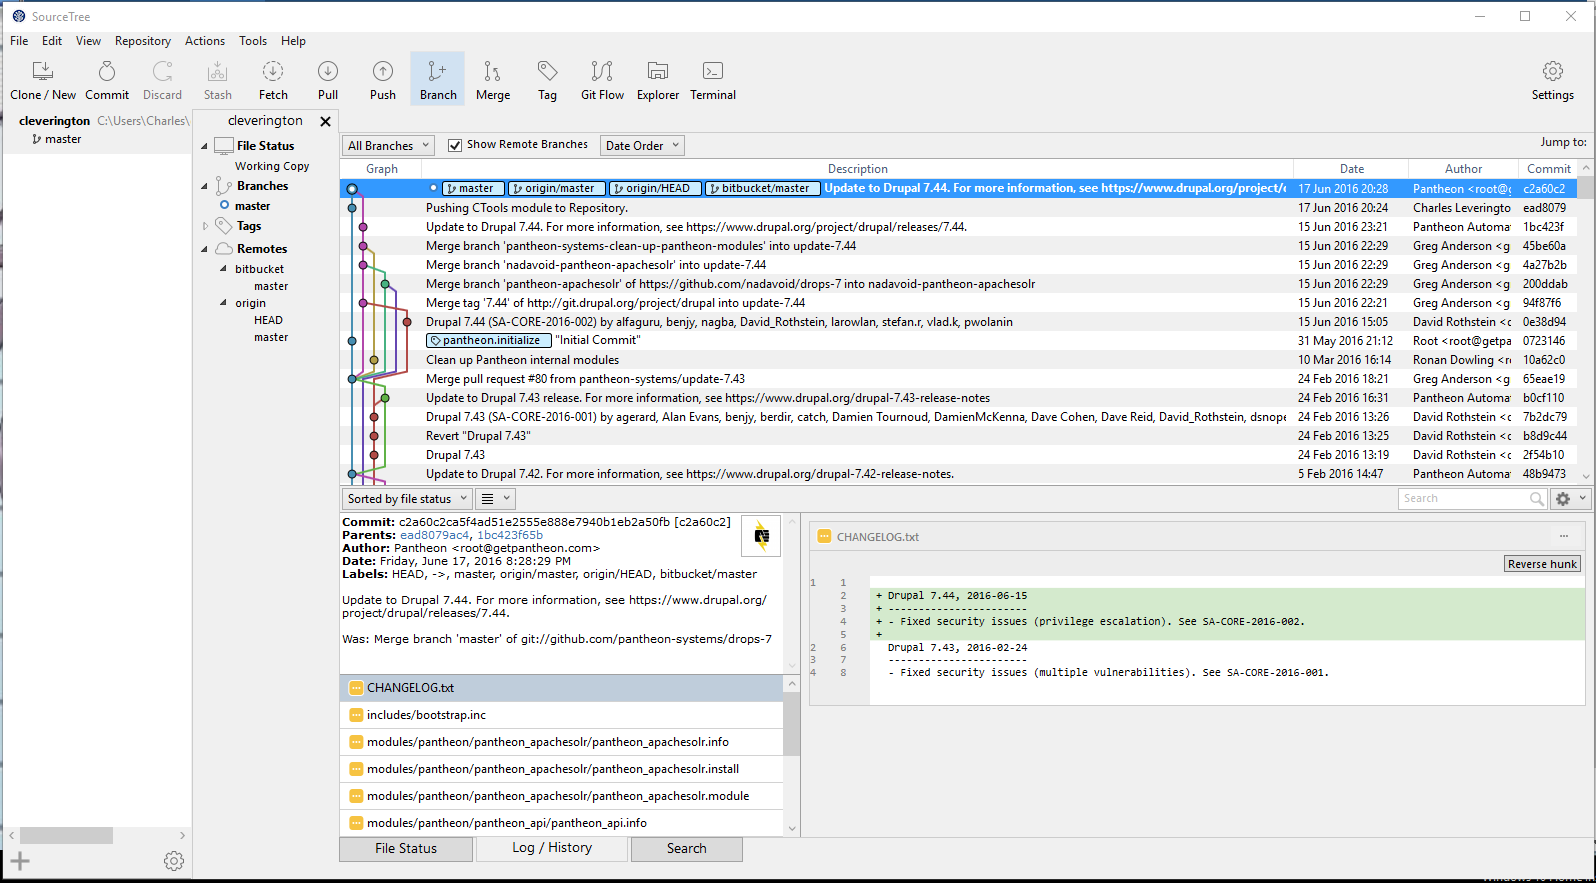 SourceTree
File Edit View Repository Actions Tools Help
Clone / New Commit Discard Stash Fetch Pull Push Branch Merge Tag Git Flow Explorer Terminal Settings
cleverington C:\Users\Charles\
master
cleverington
File Status
Working Copy
Branches
master
Tags
Remotes
bitbucket
master
origin
HEAD
master
All Branches Show Remote Branches Date Order Jump to:
Graph Description Date Author Commit
master origin/master origin/HEAD bitbucket/master Update to Drupal 7.44. For more information, see https://www.drupal.org/project/ 17 Jun 2016 20:28 Pantheon <root@g c2a60c2
Pushing CTools module to Repository. 17 Jun 2016 20:24 Charles Leveringto ead8079
Update to Drupal 7.44. For more information, see https://www.drupal.org/project/drupal/releases/7.44. 15 Jun 2016 23:21 Pantheon Automa 1bc423f
Merge branch 'pantheon-systems-clean-up-pantheon-modules' into update-7.44 15 Jun 2016 22:29 Greg Anderson <g 45be60a
Merge branch 'nadavoid-pantheon-apachesolr' into update-7.44 15 Jun 2016 22:29 Greg Anderson <g 4a27b2b
Merge branch 'pantheon-apachesolr' of https://github.com/nadavoid/drops-7 into nadavoid-pantheon-apachesolr 15 Jun 2016 22:29 Greg Anderson <g 200ddab
Merge tag '7.44' of http://git.drupal.org/project/drupal into update-7.44 15 Jun 2016 22:21 Greg Anderson <g 94f87f6
Drupal 7.44 (SA-CORE-2016-002) by alfaguru, benjy, nagba, David_Rothstein, larowlan, stefan.r, vlad.k, pwolanin 15 Jun 2016 15:05 David Rothstein <c 0e38d94
pantheon.initialize "Initial Commit" 31 May 2016 21:12 Root <root@getpa 0723146
Clean up Pantheon internal modules 10 Mar 2016 16:14 Ronan Dowling <r 10a62c0
Merge pull request #80 from pantheon-systems/update-7.43 24 Feb 2016 18:21 Greg Anderson <g 65eae19
Update to Drupal 7.43 release. For more information, see https://www.drupal.org/drupal-7.43-release-notes 24 Feb 2016 16:31 Pantheon Automa b0cf110
Drupal 7.43 (SA-CORE-2016-001) by agerard, Alan Evans, benjy, berdir, catch, Damien Tournoud, DamienMcKenna, Dave Cohen, Dave Reid, David_Rothstein, dsnope 24 Feb 2016 13:26 David Rothstein <c 7b2dc79
Revert "Drupal 7.43" 24 Feb 2016 13:25 David Rothstein <c b8d9c44
Drupal 7.43 24 Feb 2016 13:19 David Rothstein <c 2f54b10
Update to Drupal 7.42. For more information, see https://www.drupal.org/drupal-7.42-release-notes. 5 Feb 2016 14:47 Pantheon Automa 48b9473
Sorted by file status Search
Commit: c2a60c2ca5f4ad51e2555e888e7940b1eb2a50fb [c2a60c2]
Parents: ead8079ac4, 1bc423f65b
Author: Pantheon <root@getpantheon.com>
Date: Friday, June 17, 2016 8:28:29 PM
Labels: HEAD, ->, master, origin/master, origin/HEAD, bitbucket/master
Update to Drupal 7.44. For more information, see https://www.drupal.org/
project/drupal/releases/7.44.
Was: Merge branch 'master' of git://github.com/pantheon-systems/drops-7
CHANGELOG.txt
includes/bootstrap.inc
modules/pantheon/pantheon_apachesolr/pantheon_apachesolr.info
modules/pantheon/pantheon_apachesolr/pantheon_apachesolr.install
modules/pantheon/pantheon_apachesolr/pantheon_apachesolr.module
modules/pantheon/pantheon_api/pantheon_api.info
CHANGELOG.txt ...
Reverse hunk
1 1
2 + Drupal 7.44, 2016-06-15
3 + -----------------------
4 + - Fixed security issues (privilege escalation). See SA-CORE-2016-002.
5 +
2 6 Drupal 7.43, 2016-02-24
3 7 -----------------------
4 8 - Fixed security issues (multiple vulnerabilities). See SA-CORE-2016-001.
File Status Log / History Search